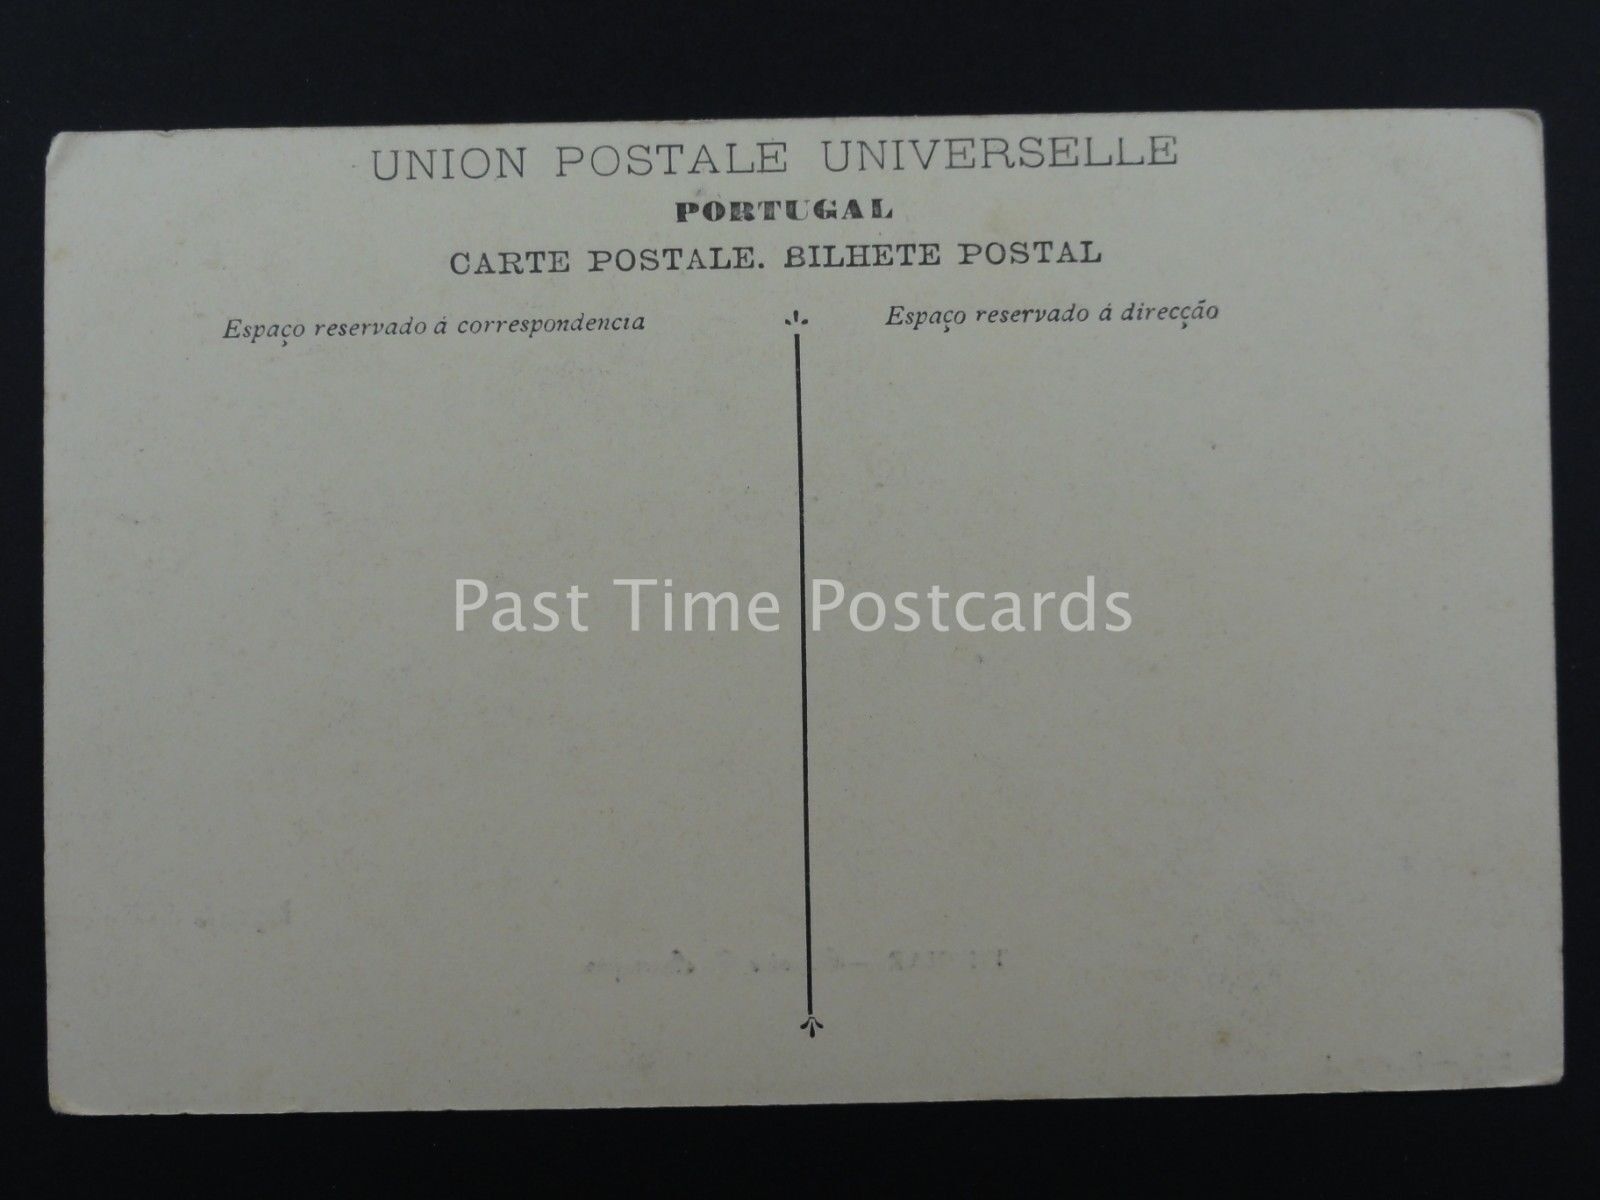 UNION POSTALE UNIVERSELLE
PORTUGAL
CARTE POSTALE. BILHETE POSTAL
Espaço reservado á correspondencia
Espaço reservado á direcção
Past Time Postcards